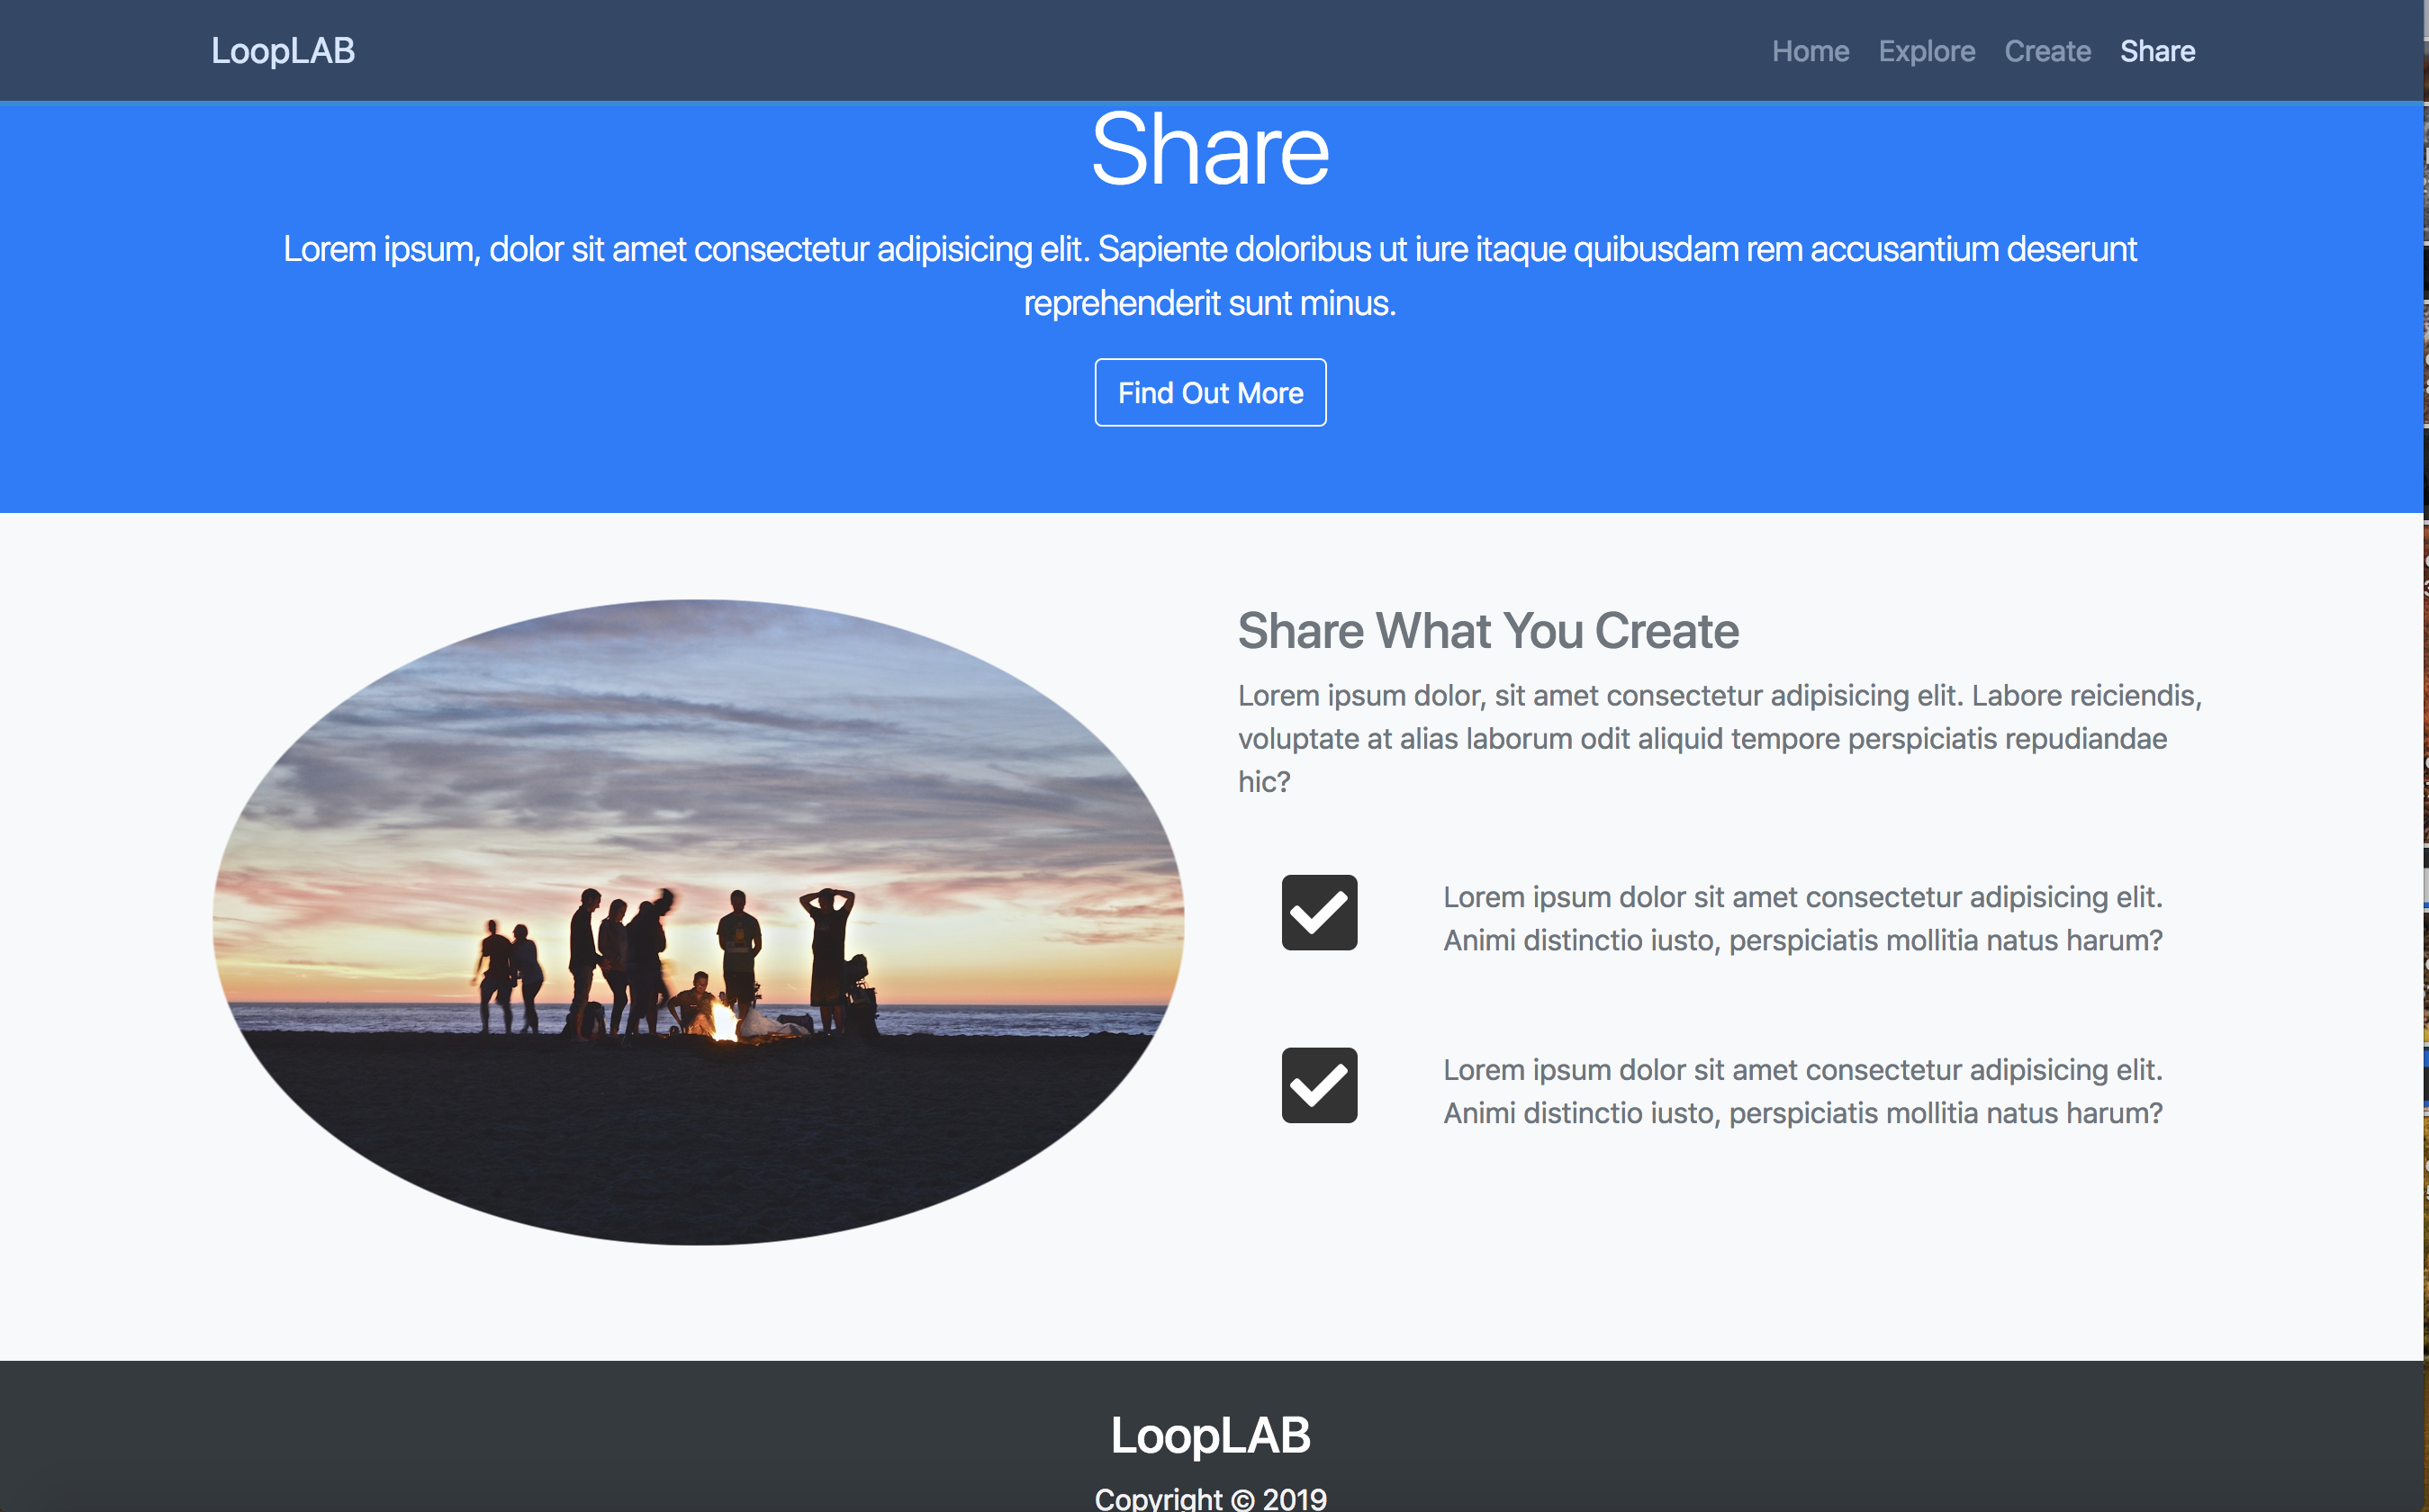 LoopLAB
Home Explore Create Share
Share
Lorem ipsum, dolor sit amet consectetur adipisicing elit. Sapiente doloribus ut iure itaque quibusdam rem accusantium deserunt
reprehenderit sunt minus.
Find Out More
Share What You Create
Lorem ipsum dolor, sit amet consectetur adipisicing elit. Labore reiciendis,
voluptate at alias laborum odit aliquid tempore perspiciatis repudiandae
hic?
Lorem ipsum dolor sit amet consectetur adipisicing elit.
Animi distinctio iusto, perspiciatis mollitia natus harum?
Lorem ipsum dolor sit amet consectetur adipisicing elit.
Animi distinctio iusto, perspiciatis mollitia natus harum?
LoopLAB
Copyright © 2019